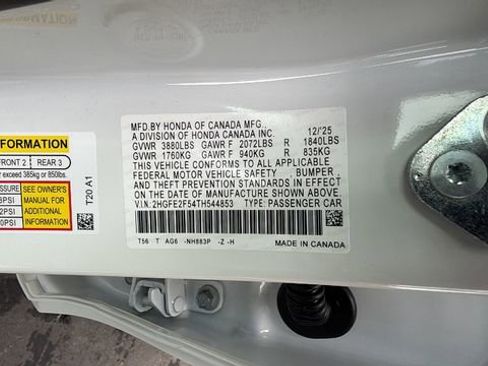 MFD.BY HONDA OF CANADA MFG.
A DIVISION OF HONDA CANADA INC. 12/'25
GVWR 3880LBS GAWR F 2072LBS R 1840LBS
GVWR 1760KG GAWR F 940KG R 835KG
THIS VEHICLE CONFORMS TO ALL APPLICABLE
FEDERAL MOTOR VEHICLE SAFETY , BUMPER ,
AND THEFT PREVENTION STANDARDS IN EFFECT
ON THE DATE OF MANUFACTURE SHOWN ABOVE.
V.I.N: 2HGFE2F54TH544853 TYPE: PASSENGER CAR
T56 T AG6 -NH883P -Z -H
MADE IN CANADA
FORMATION
FRONT 2 REAR 3
exceed 385kg or 850lbs.
SEE OWNER'S
MANUAL FOR
ADDITIONAL
INFORMATION
T20 A1